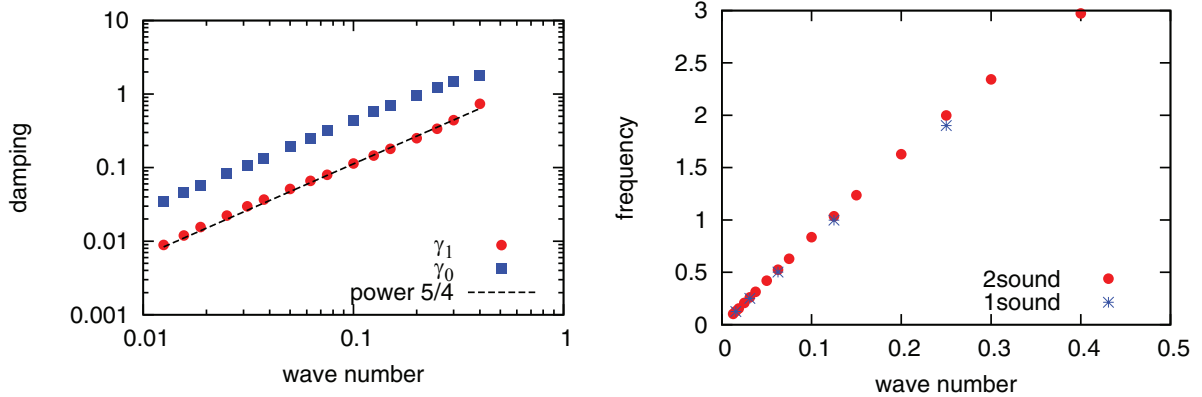 10
1
0.1
0.01
0.001
0.01
0.1
1
damping
wave number
γ1
γ0
power 5/4
3
2.5
2
1.5
1
0.5
0
0
0.1
0.2
0.3
0.4
0.5
frequency
wave number
2sound
1sound